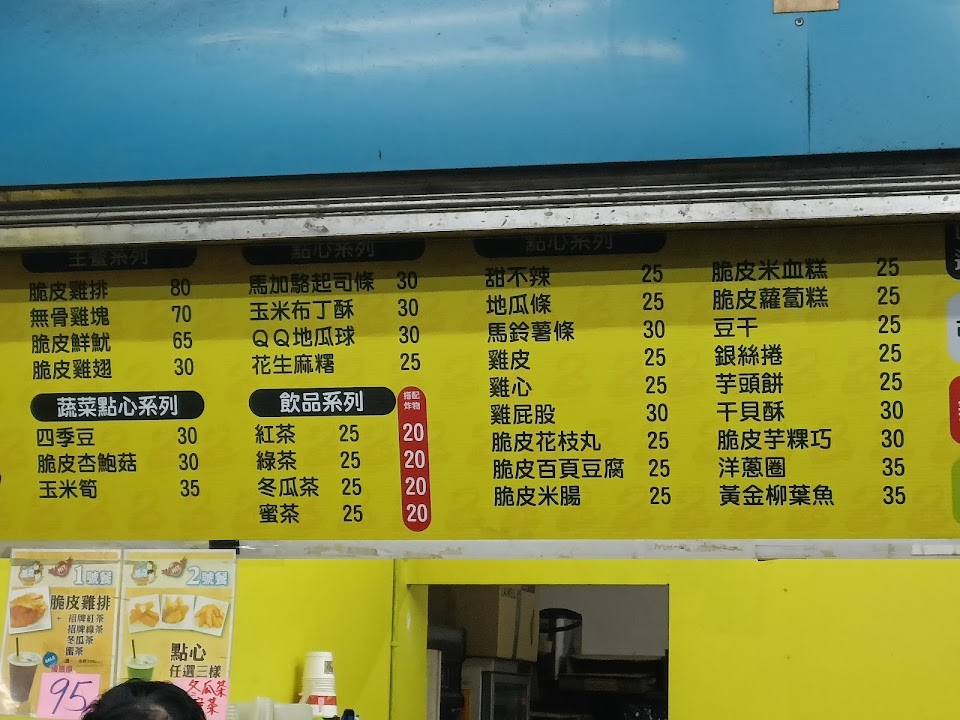 主餐系列
脆皮雞排 80
無骨雞塊 70
脆皮鮮魷 65
脆皮雞翅 30
蔬菜點心系列
四季豆 30
脆皮杏鮑菇 30
玉米筍 35
點心系列
馬加駱起司條 30
玉米布丁酥 30
QQ地瓜球 30
花生麻糬 25
飲品系列 搭配炸物
紅茶 25 20
綠茶 25 20
冬瓜茶 25 20
蜜茶 25 20
點心系列
甜不辣 25
地瓜條 25
馬鈴薯條 30
雞皮 25
雞心 25
雞屁股 30
脆皮花枝丸 25
脆皮百頁豆腐 25
脆皮米腸 25
脆皮米血糕 25
脆皮蘿蔔糕 25
豆干 25
銀絲捲 25
芋頭餅 25
干貝酥 30
脆皮芋粿巧 30
洋蔥圈 35
黃金柳葉魚 35
1號餐
脆皮雞排
+ 招牌紅茶
招牌綠茶
冬瓜茶
蜜茶
95
2號餐
點心
任選三樣
冬瓜茶